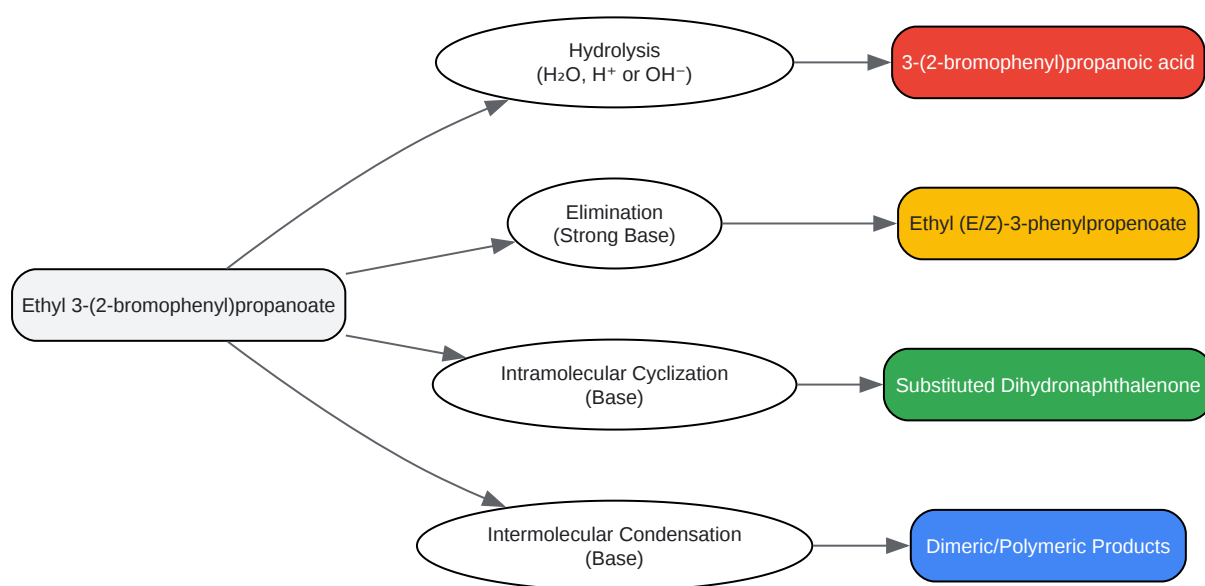 Hydrolysis
(H₂O, H⁺ or OH⁻)
3-(2-bromophenyl)propanoic acid
Elimination
(Strong Base)
Ethyl (E/Z)-3-phenylpropenoate
Ethyl 3-(2-bromophenyl)propanoate
Intramolecular Cyclization
(Base)
Substituted Dihydronaphthalenone
Intermolecular Condensation
(Base)
Dimeric/Polymeric Products